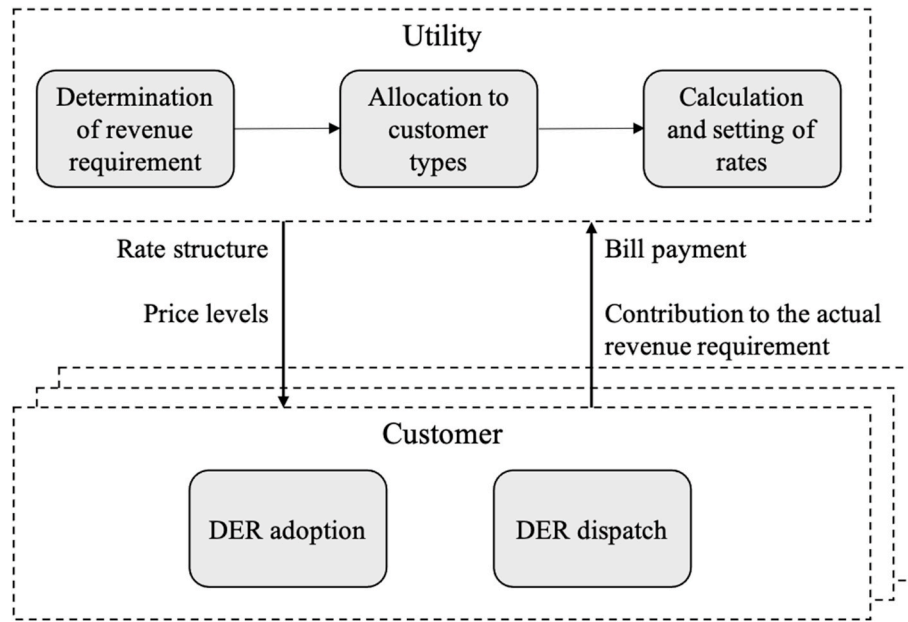 Utility
Determination
of revenue
requirement
Allocation to
customer
types
Calculation
and setting of
rates
Rate structure
Price levels
Bill payment
Contribution to the actual
revenue requirement
Customer
DER adoption
DER dispatch